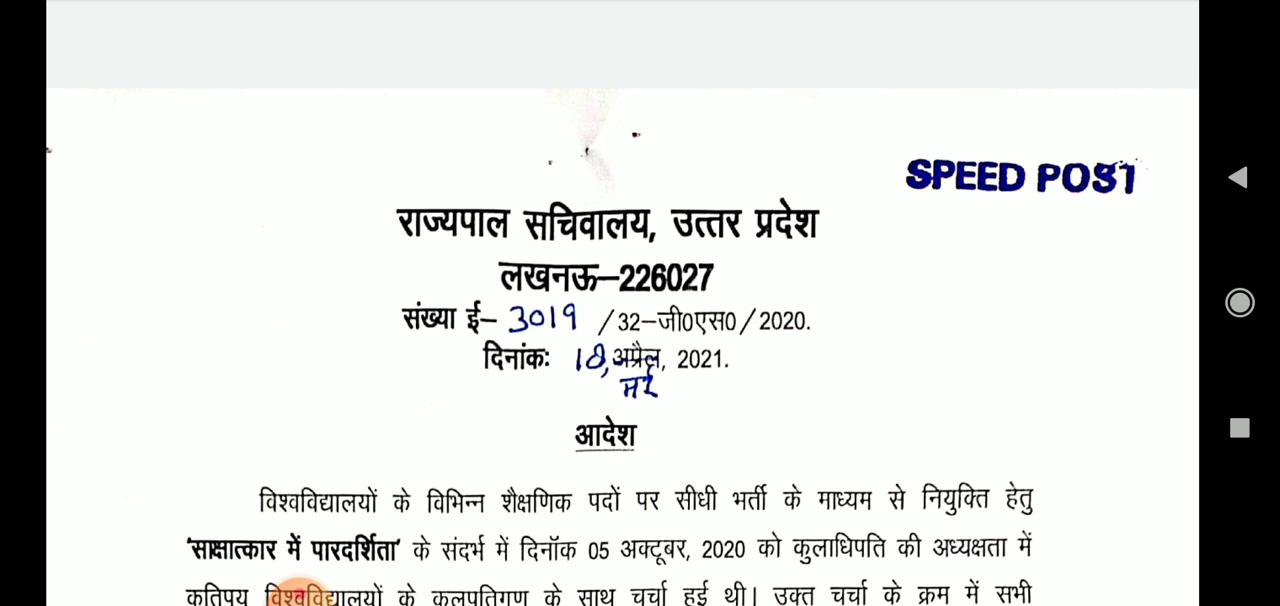 SPEED POST
राज्यपाल सचिवालय, उत्तर प्रदेश
लखनऊ–226027
संख्या ई– 3019 /32–जी0एस0/2020.
दिनांकः 18, अप्रैल, 2021.
मई
आदेश
विश्वविद्यालयों के विभिन्न शैक्षणिक पदों पर सीधी भर्ती के माध्यम से नियुक्ति हेतु
'साक्षात्कार में पारदर्शिता' के संदर्भ में दिनॉक 05 अक्टूबर, 2020 को कुलाधिपति की अध्यक्षता में
कतिपय विश्वविद्यालयों के कुलपतिगण के साथ चर्चा हुई थी। उक्त चर्चा के क्रम में सभी